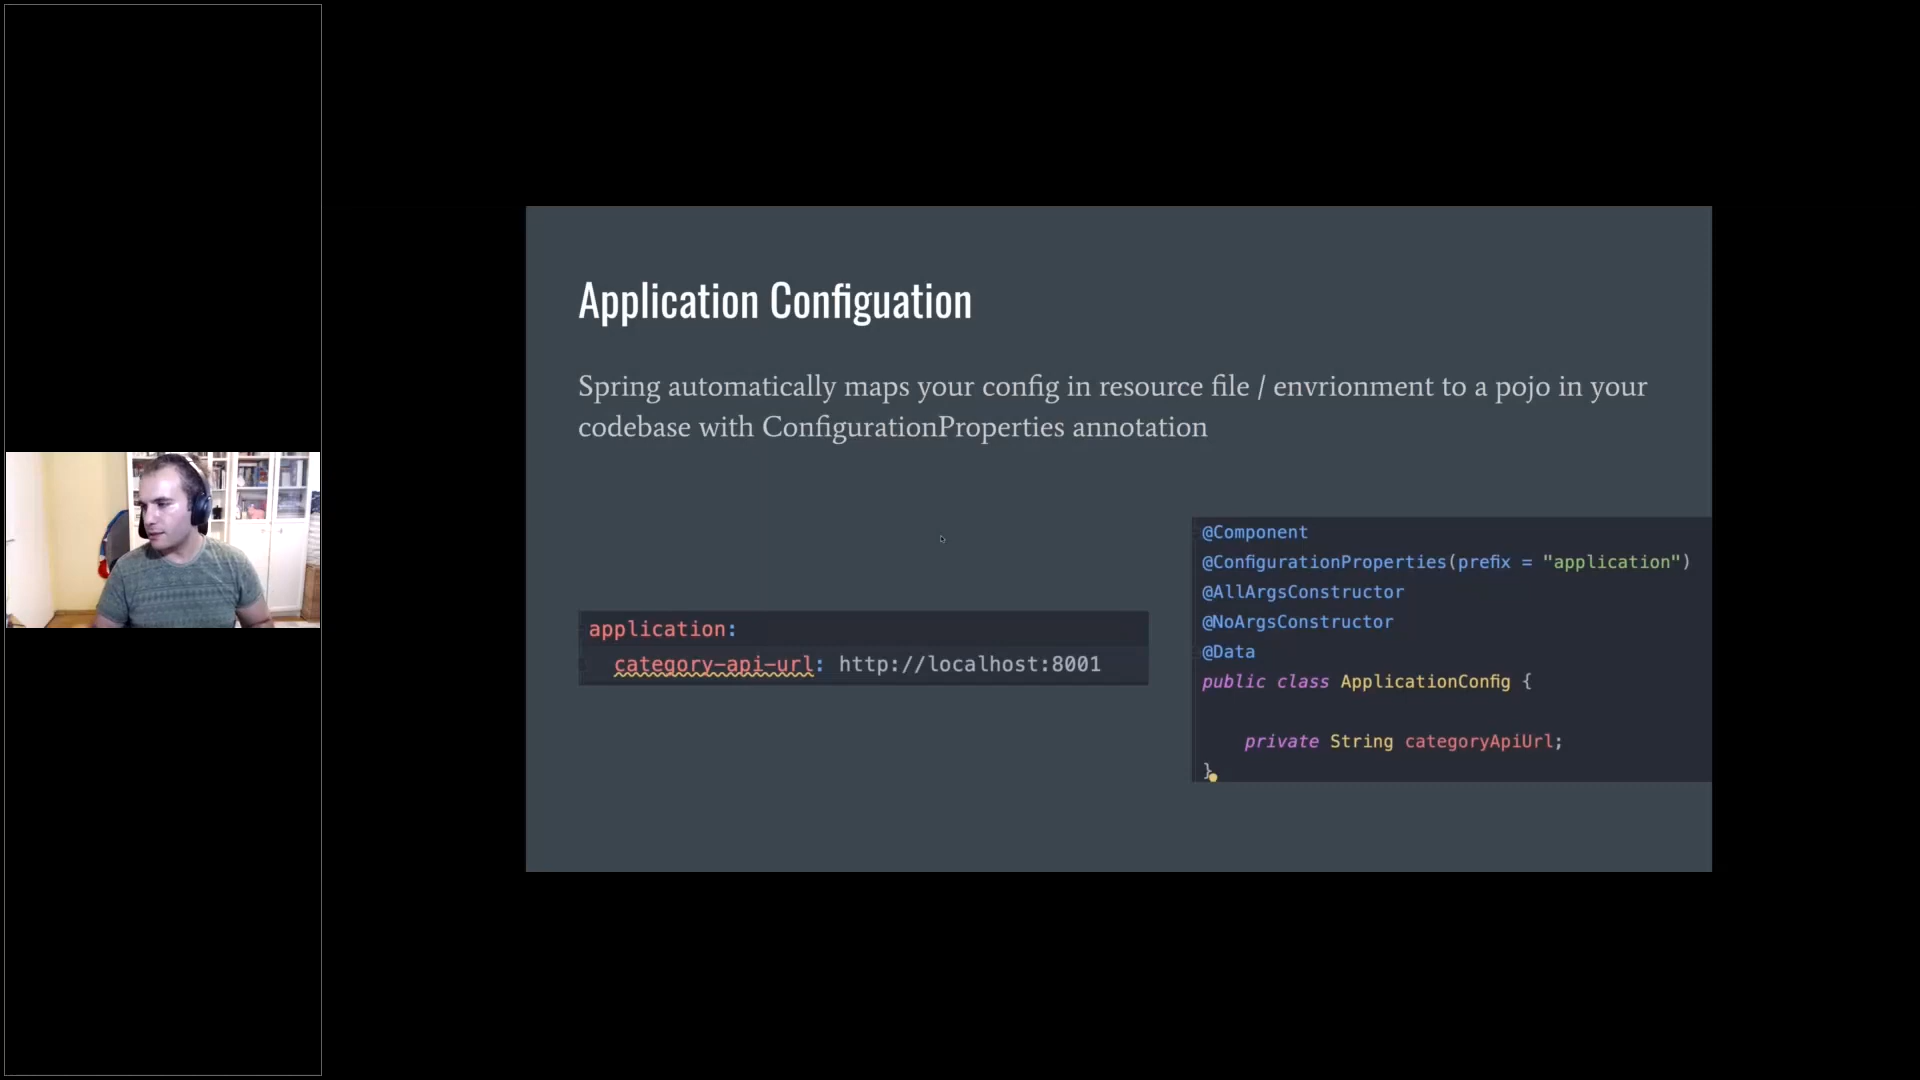 Application Configuation
Spring automatically maps your config in resource file / envrionment to a pojo in your
codebase with ConfigurationProperties annotation
application:
category-api-url: http://localhost:8001
@Component
@ConfigurationProperties(prefix = "application")
@AllArgsConstructor
@NoArgsConstructor
@Data
public class ApplicationConfig {
private String categoryApiUrl;
}